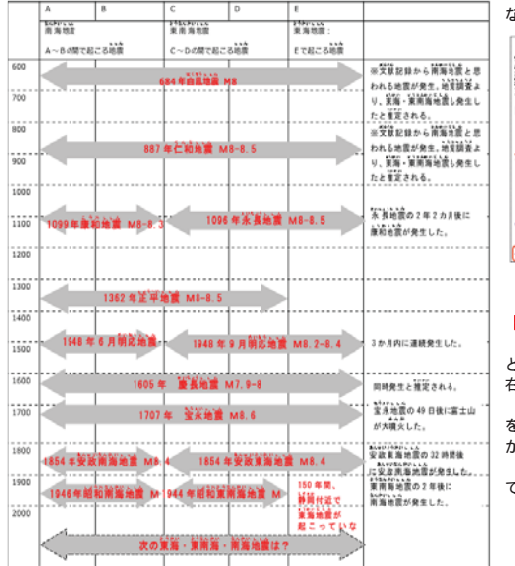 A B C D E
南海地震
A～Bの間で起こる地震
東南海地震
C～Dの間で起こる地震
東海地震：
Eで起こる地震
600
684年白鳳地震 M8
※文献記録から南海地震と思
われる地震が発生。地質調査よ
り、東海・東南海地震も発生し
たと推定される。
700
800
887年仁和地震 M8-8.5
※文献記録から南海地震と思
われる地震が発生。地質調査よ
り、東海・東南海地震も発生し
たと推定される。
900
1000
1100
1099年康和地震 M8-8.3
1096年永長地震 M8-8.5
永長地震の2年2カ月後に
康和地震が発生した。
1200
1300
1362年正平地震 M8-8.5
1400
1500
年6月明応地震
年9月明応地震 M8.2-8.4
3か月内に連続発生した。
1600
1605年 慶長地震 M7.9-8
同時発生と推定される。
1700
1707年 宝永地震 M8.6
宝永地震の49日後に富士山
が大噴火した。
1800
1854年安政南海地震 M8.4
1854年安政東海地震 M8.4
安政東海地震の32時間後
に安政南海地震が発生した。
1900
1946年昭和南海地震 M
1944年昭和東南海地震 M
150年間、
静岡付近で
東海地震が
起こっていな
東南海地震の2年後に
南海地震が発生した。
2000
次の東海・東南海・南海地震は？
な
と
右
を
か
で